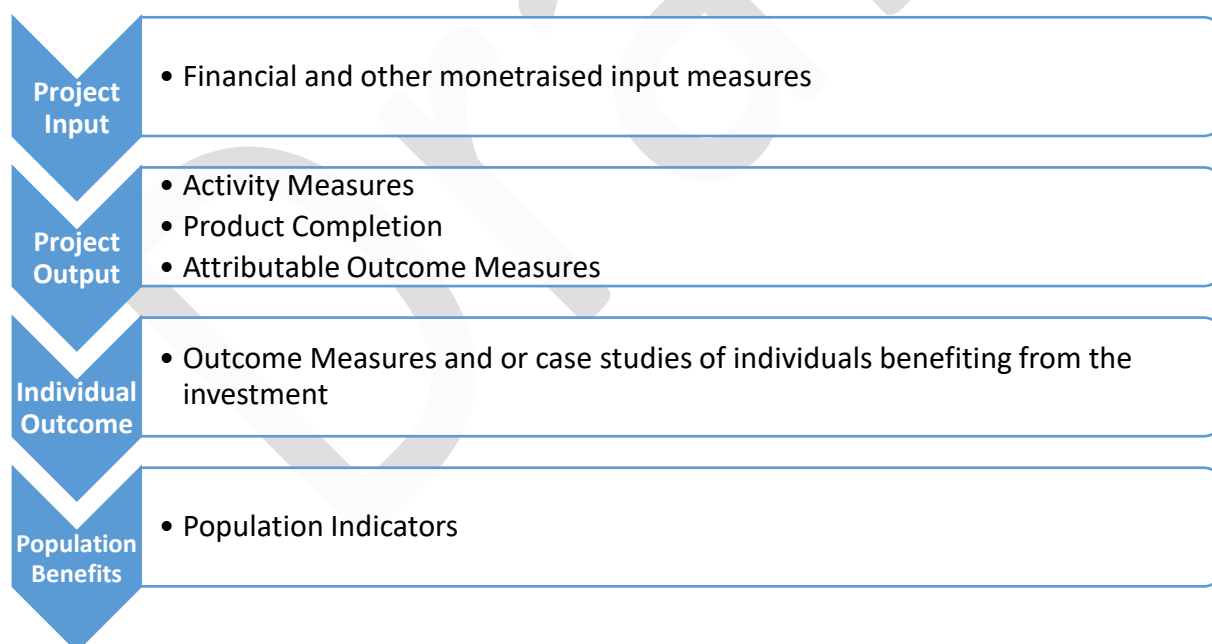 Project
Input
• Financial and other monetraised input measures
Project
Output
• Activity Measures
• Product Completion
• Attributable Outcome Measures
Individual
Outcome
• Outcome Measures and or case studies of individuals benefiting from the
investment
Population
Benefits
• Population Indicators